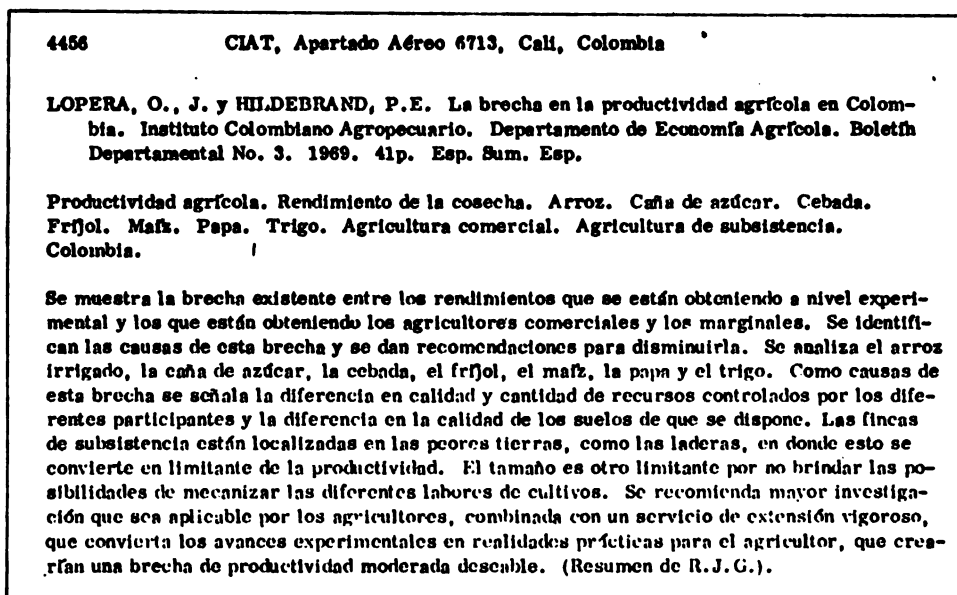 4456 CIAT, Apartado Aéreo 6713, Cali, Colombia
LOPERA, O., J. y HILDEBRAND, P.E. La brecha en la productividad agrícola en Colom-
bia. Instituto Colombiano Agropecuario. Departamento de Economía Agrícola. Boletín
Departamental No. 3. 1969. 41p. Esp. Sum. Esp.
Productividad agrícola. Rendimiento de la cosecha. Arroz. Caña de azúcar. Cebada.
Fríjol. Maíz. Papa. Trigo. Agricultura comercial. Agricultura de subsistencia.
Colombia.
Se muestra la brecha existente entre los rendimientos que se están obteniendo a nivel experi-
mental y los que están obteniendo los agricultores comerciales y los marginales. Se identifi-
can las causas de esta brecha y se dan recomendaciones para disminuirla. Se analiza el arroz
irrigado, la caña de azúcar, la cebada, el fríjol, el maíz, la papa y el trigo. Como causas de
esta brecha se señala la diferencia en calidad y cantidad de recursos controlados por los dife-
rentes participantes y la diferencia en la calidad de los suelos de que se dispone. Las fincas
de subsistencia están localizadas en las peores tierras, como las laderas, en donde esto se
convierte en limitante de la productividad. El tamaño es otro limitante por no brindar las po-
sibilidades de mecanizar las diferentes labores de cultivos. Se recomienda mayor investiga-
ción que sea aplicable por los agricultores, combinada con un servicio de extensión vigoroso,
que convierta los avances experimentales en realidades prácticas para el agricultor, que crea-
rían una brecha de productividad moderada deseable. (Resumen de R.J.G.).